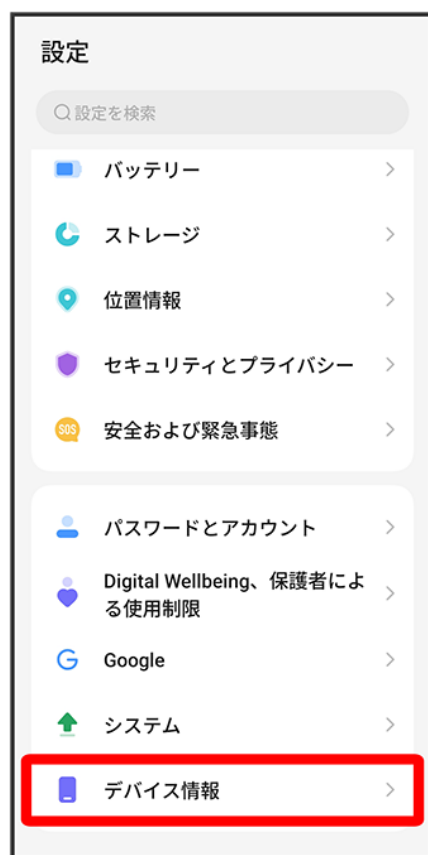 設定
設定を検索
バッテリー
ストレージ
位置情報
セキュリティとプライバシー
SOS
安全および緊急事態
パスワードとアカウント
Digital Wellbeing、保護者によ
る使用制限
G
Google
システム
デバイス情報